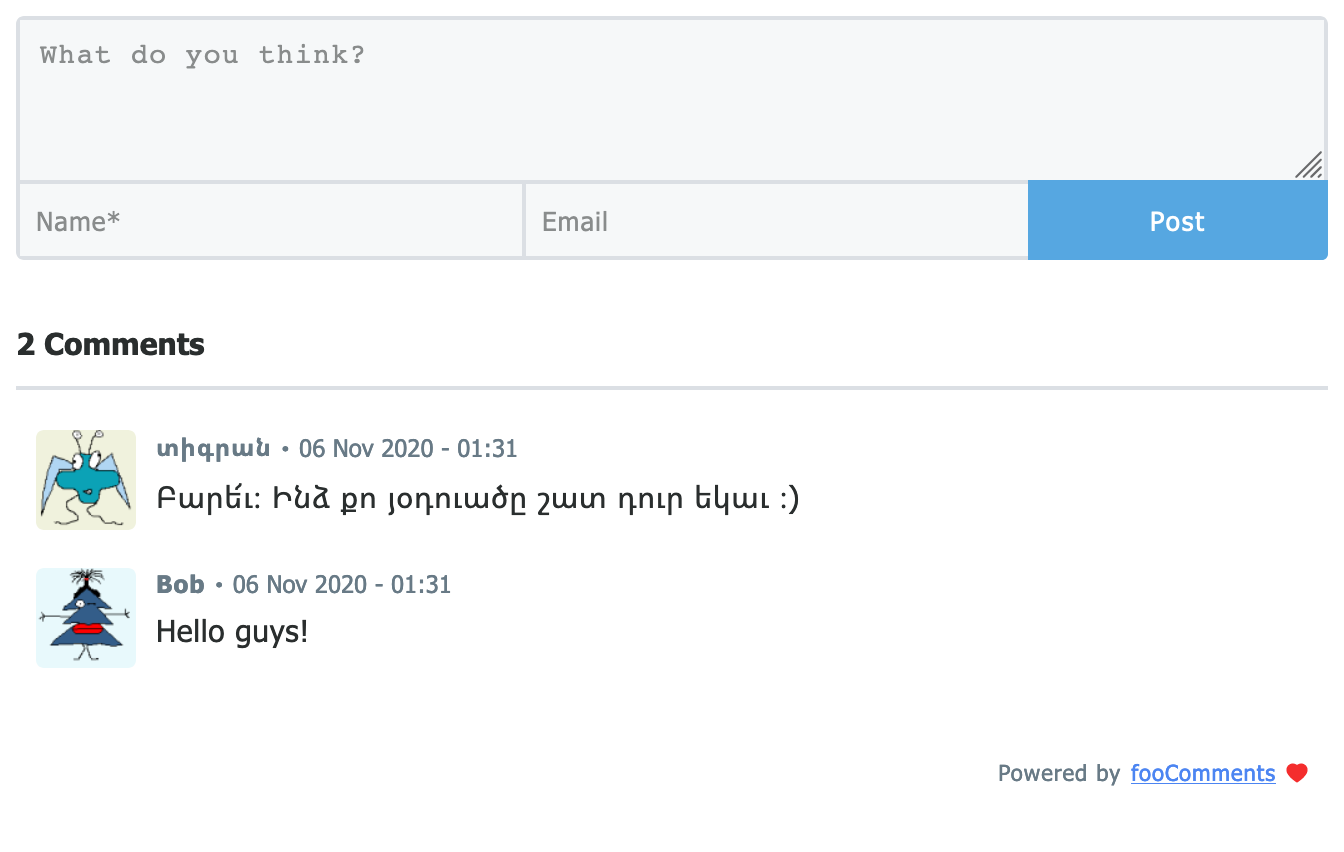 What do you think?
Name*
Email
Post
2 Comments
տիգրան • 06 Nov 2020 - 01:31
Բարե՜ւ: Ինձ քո յօդուածը շատ դուր եկաւ :)
Bob • 06 Nov 2020 - 01:31
Hello guys!
Powered by fooComments ❤